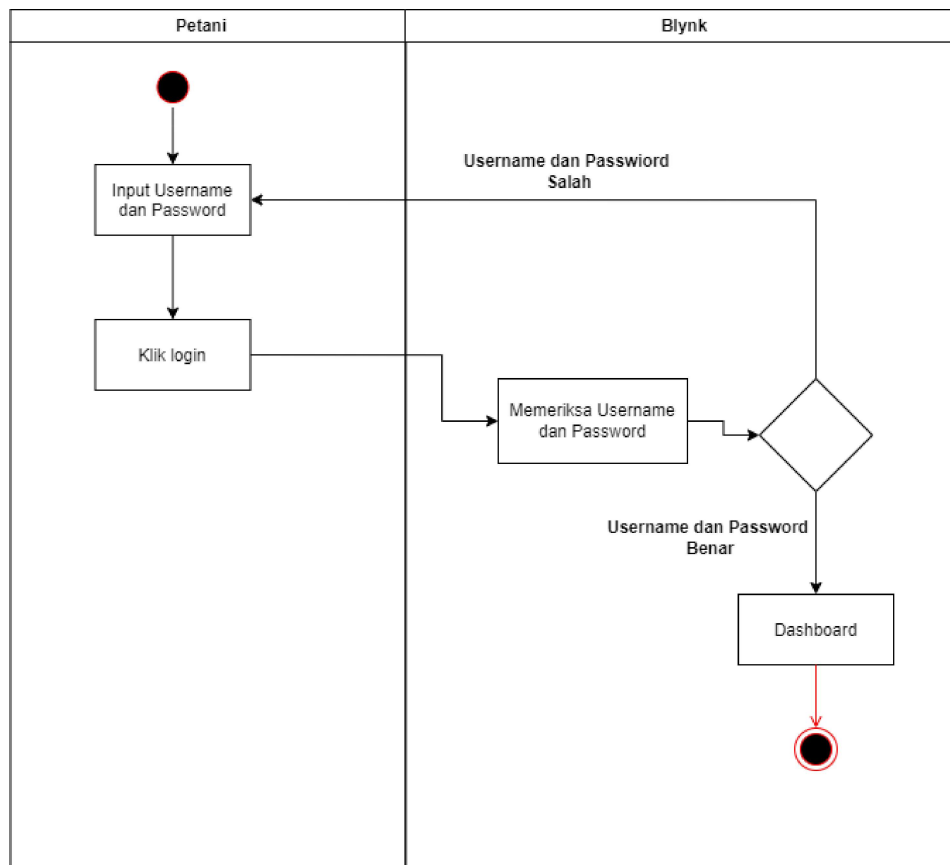 Petani
Blynk
Username dan Passwiord
Salah
Input Username
dan Password
Klik login
Memeriksa Username
dan Password
Username dan Password
Benar
Dashboard